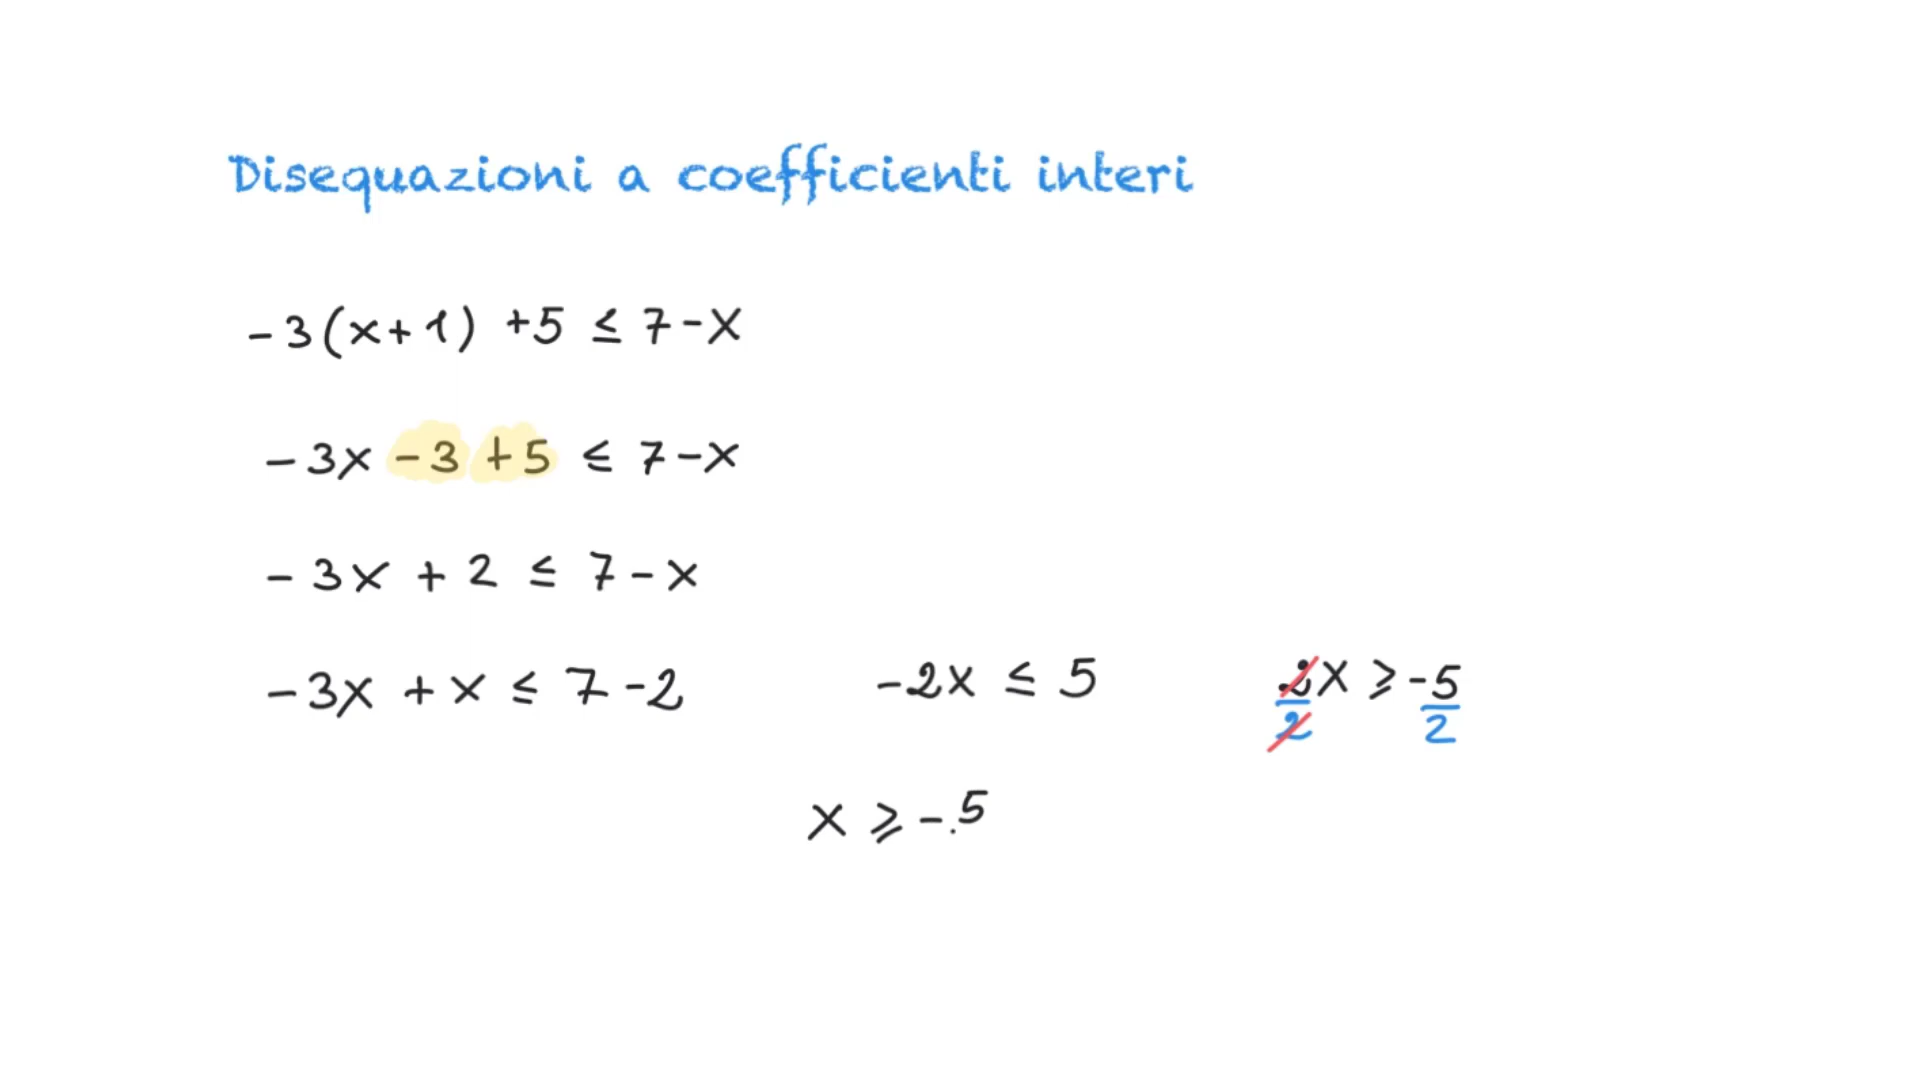 Disequazioni a coefficienti interi
-3(x+1) +5 ≤ 7-x
-3x -3 +5 ≤ 7-x
-3x + 2 ≤ 7-x
-3x + x ≤ 7-2
-2x ≤ 5
2/2 x ≥ -5/2
x ≥ -.5